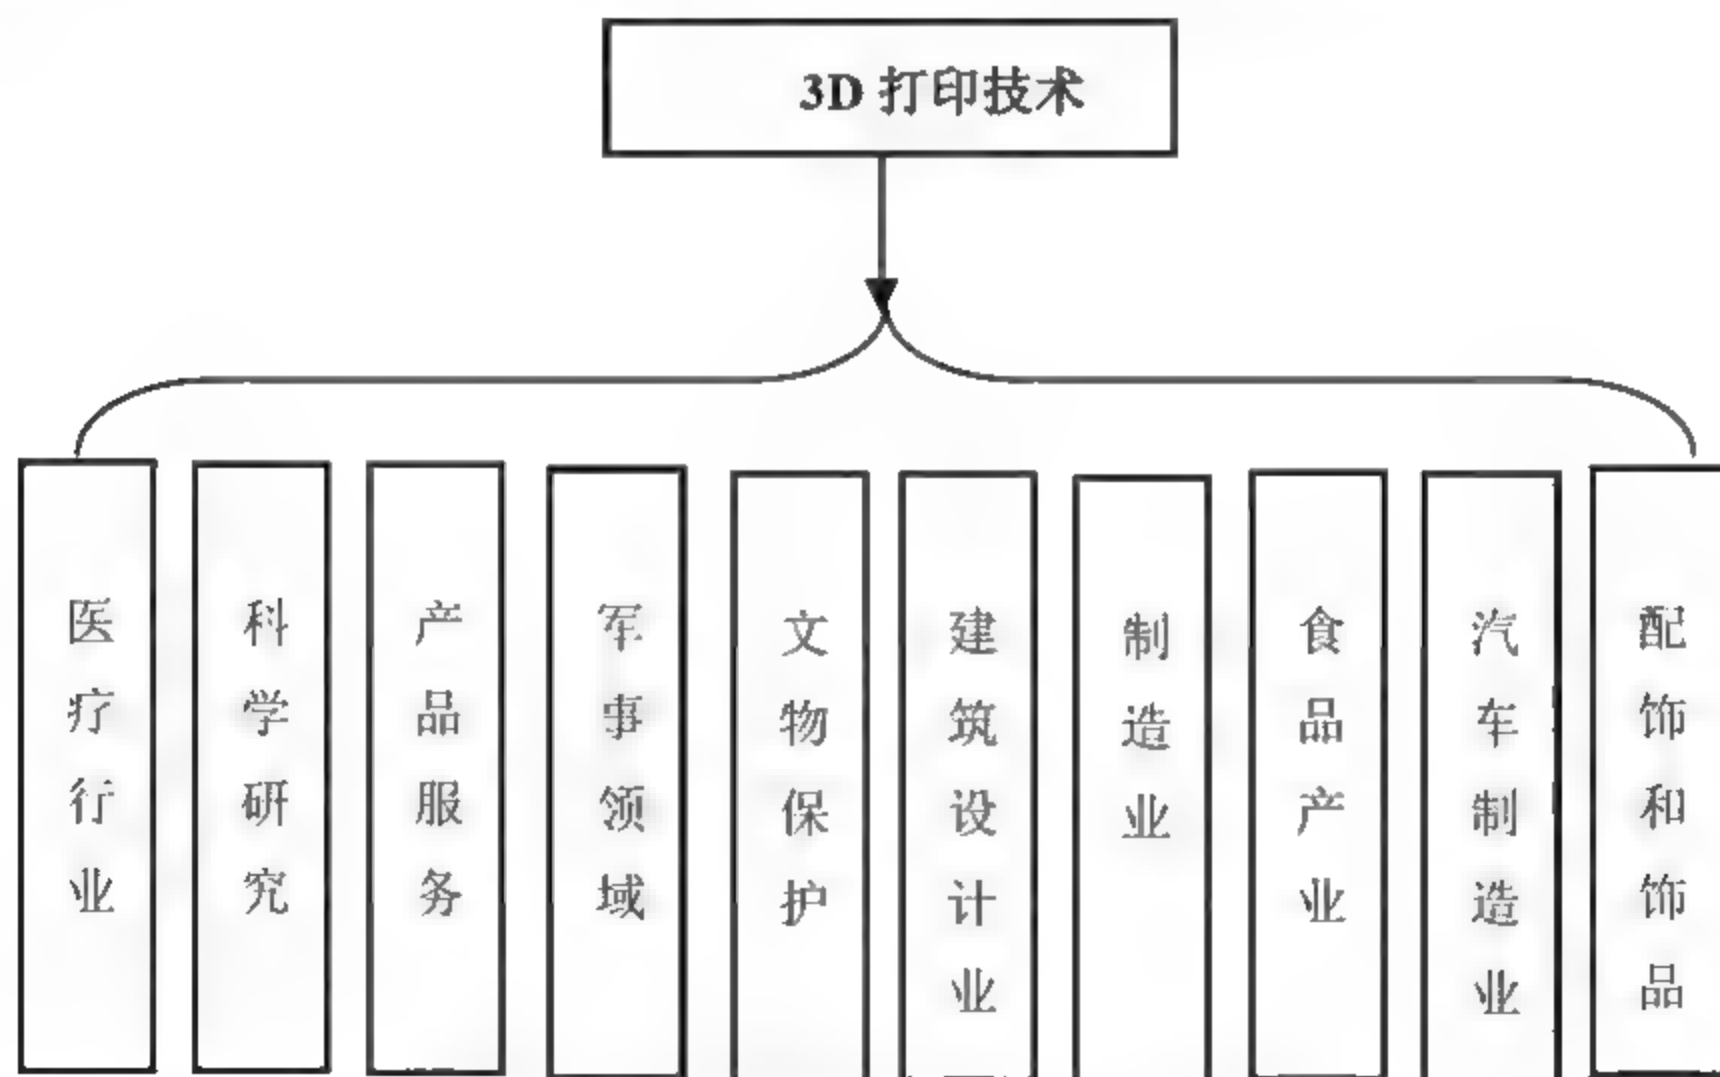 3D 打印技术
医疗行业
科学研究
产品服务
军事领域
文物保护
建筑设计业
制造业
食品产业
汽车制造业
配饰和饰品